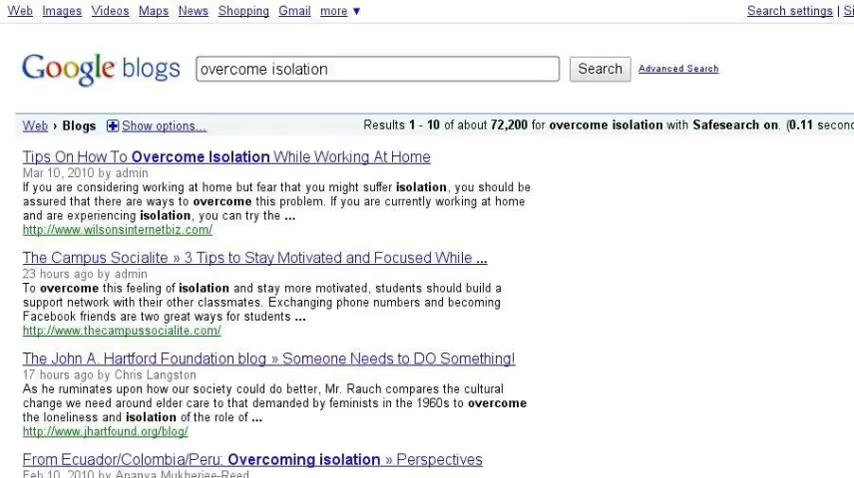 Web Images Videos Maps News Shopping Gmail more ▼ Search settings |
Google blogs overcome isolation Search Advanced Search
Web › Blogs Show options... Results 1 - 10 of about 72,200 for overcome isolation with Safesearch on. (0.11
Tips On How To Overcome Isolation While Working At Home
Mar 10, 2010 by admin
If you are considering working at home but fear that you might suffer isolation, you should be
assured that there are ways to overcome this problem. If you are currently working at home
and are experiencing isolation, you can try the ...
http://www.wilsonsinternetbiz.com/
The Campus Socialite » 3 Tips to Stay Motivated and Focused While ...
23 hours ago by admin
To overcome this feeling of isolation and stay more motivated, students should build a
support network with their other classmates. Exchanging phone numbers and becoming
Facebook friends are two great ways for students ...
http://www.thecampussocialite.com/
The John A. Hartford Foundation blog » Someone Needs to DO Something!
17 hours ago by Chris Langston
As he ruminates upon how our society could do better, Mr. Rauch compares the cultural
change we need around elder care to that demanded by feminists in the 1960s to overcome
the loneliness and isolation of the role of ...
http://www.jhartfound.org/blog/
From Ecuador/Colombia/Peru: Overcoming isolation » Perspectives
Feb 10, 2010 by Ananya Mukherjee-Reed